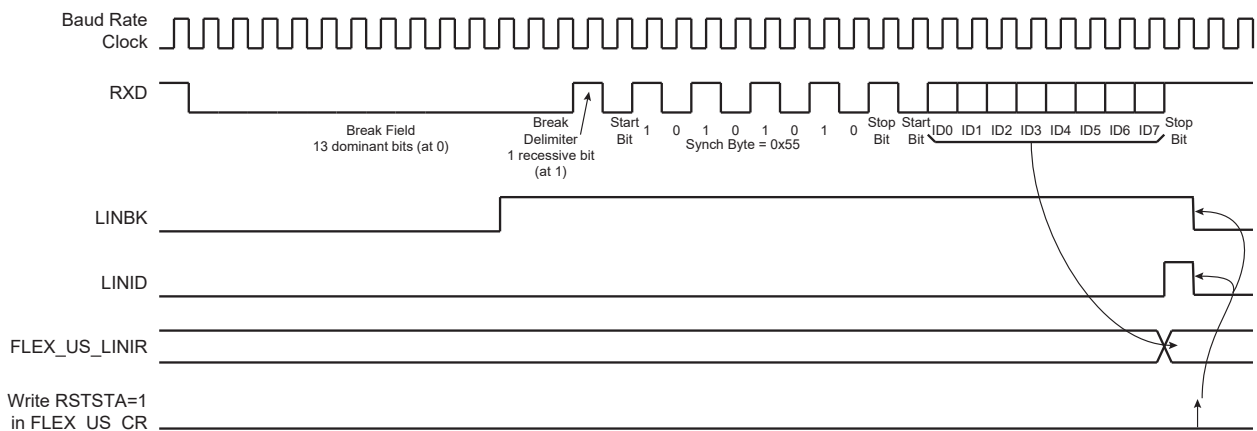 Baud Rate
Clock
RXD
Break Field
13 dominant bits (at 0)
Break
Delimiter
1 recessive bit
(at 1)
Start
Bit
1 0 1 0 1 0 1 0
Synch Byte = 0x55
Stop
Bit
Start
Bit
ID0 ID1 ID2 ID3 ID4 ID5 ID6 ID7
Stop
Bit
LINBK
LINID
FLEX_US_LINIR
Write RSTSTA=1
in FLEX_US_CR